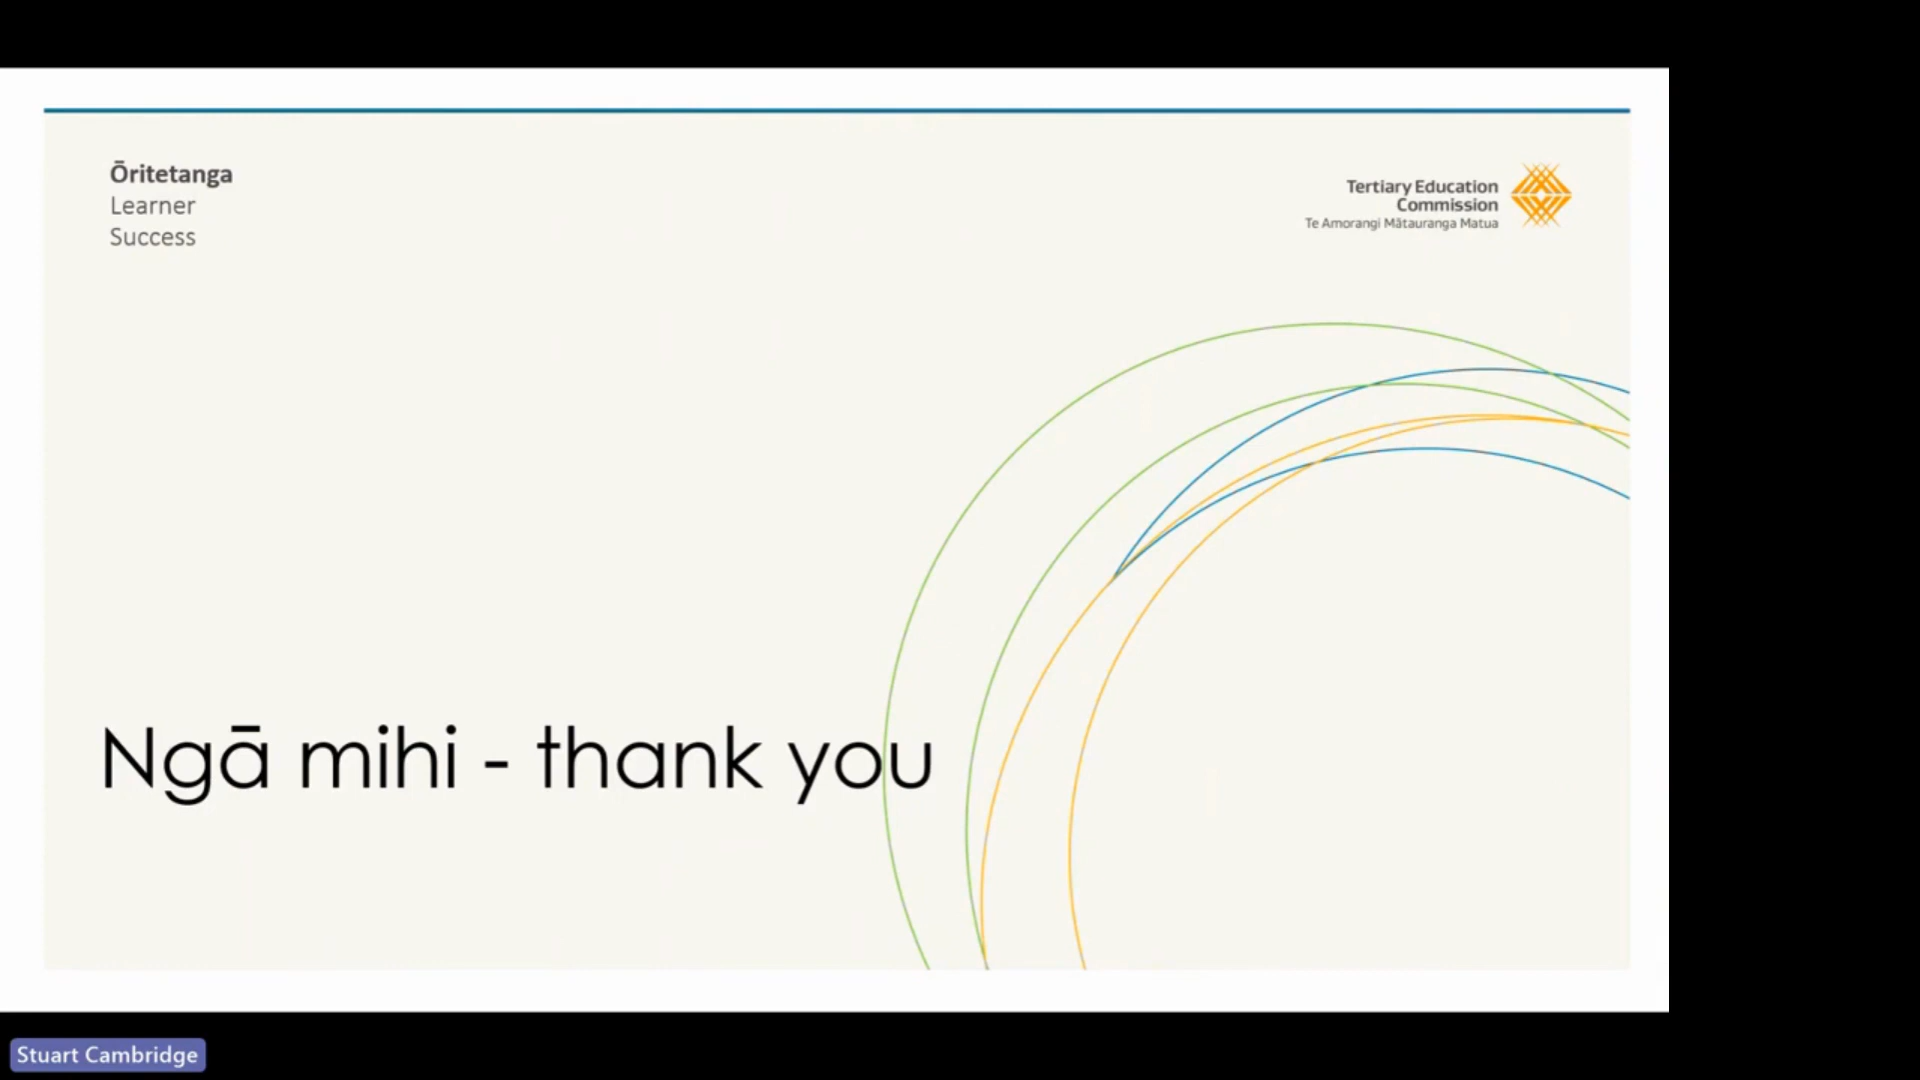 Ōritetanga
Learner
Success
Tertiary Education
Commission
Te Amorangi Mātauranga Matua
Ngā mihi - thank you
Stuart Cambridge